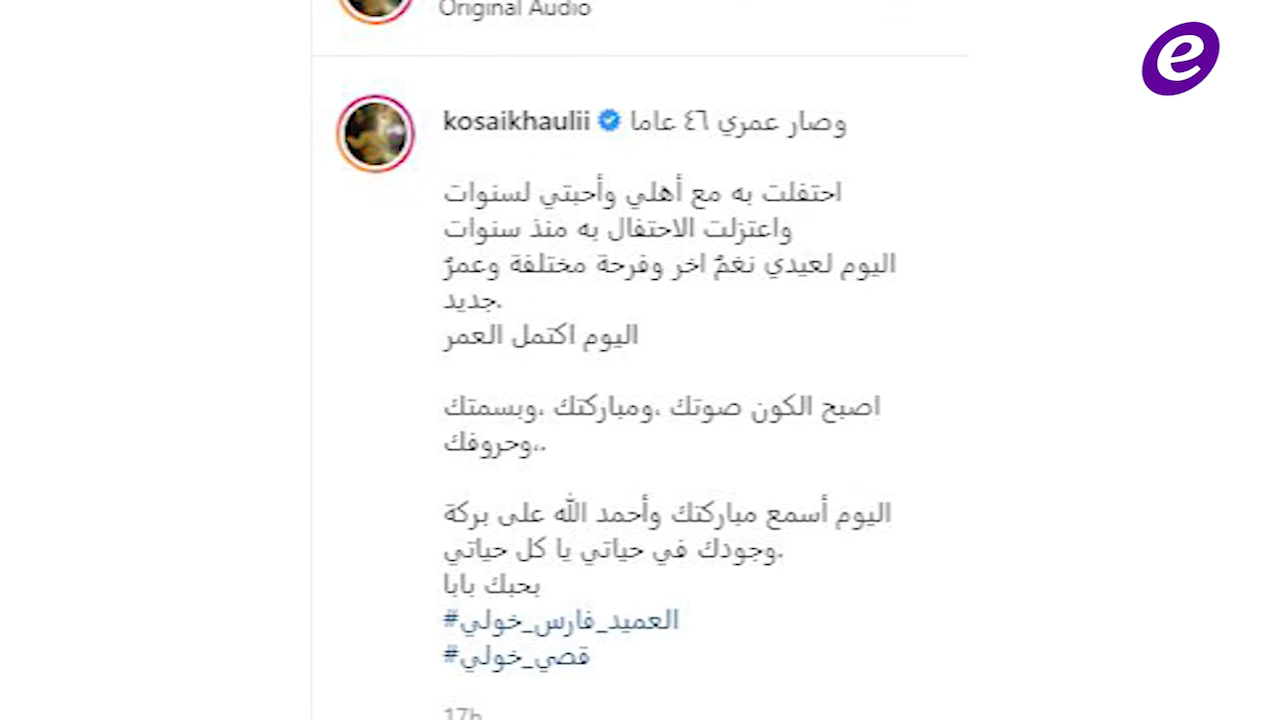 Original Audio
e
kosaikhaulii وصار عمري ٤٦ عاما
احتفلت به مع أهلي وأحبتي لسنوات
واعتزلت الاحتفال به منذ سنوات
اليوم لعيدي نغمٌ اخر وفرحة مختلفة وعمرٌ
جديد.
اليوم اكتمل العمر
اصبح الكون صوتك ،ومباركتك ،وبسمتك
،وحروفك..
اليوم أسمع مباركتك وأحمد الله على بركة
وجودك في حياتي يا كل حياتي.
بحبك بابا
#العميد_فارس_خولي
#قصي_خولي
17h